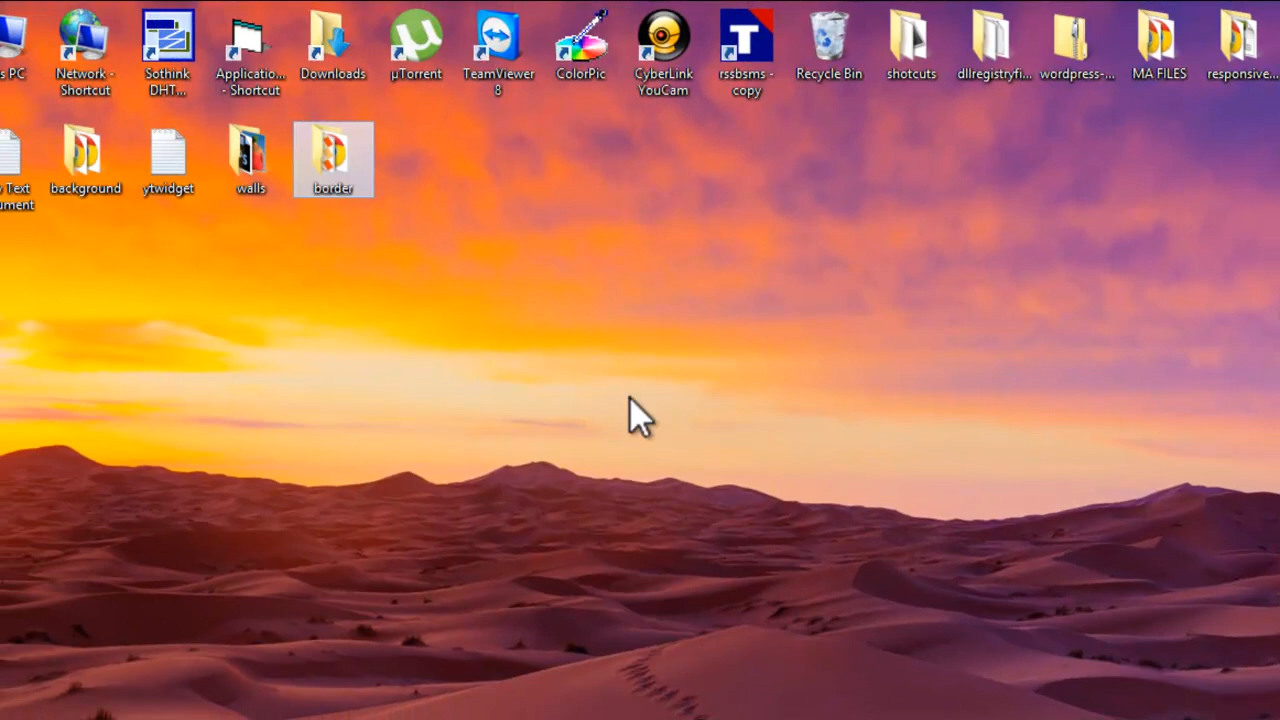 s PC
Network -
Shortcut
Sothink
DHT...
Applicatio...
- Shortcut
Downloads
µTorrent
TeamViewer
8
ColorPic
CyberLink
YouCam
rssbsms -
copy
Recycle Bin
shotcuts
dllregistryfi...
wordpress-...
MA FILES
responsive...
Text
ument
background
ytwidget
walls
border